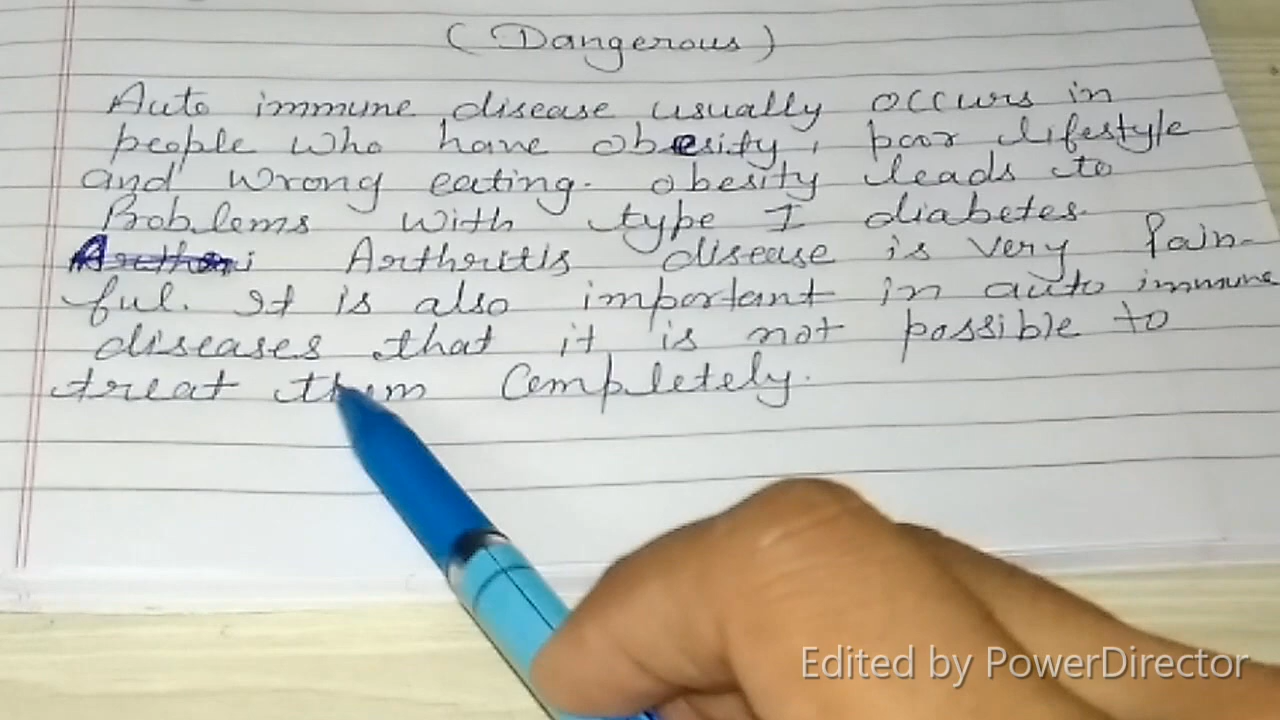 (Dangerous)
Auto immune disease usually occurs in
people who have obesity, poor lifestyle
and wrong eating. obesity leads to
Problems with type I diabetes.
Arthritis disease is very Pain-
ful. It is also important in auto immune
diseases that it is not possible to
treat them Completely.
Edited by PowerDirector